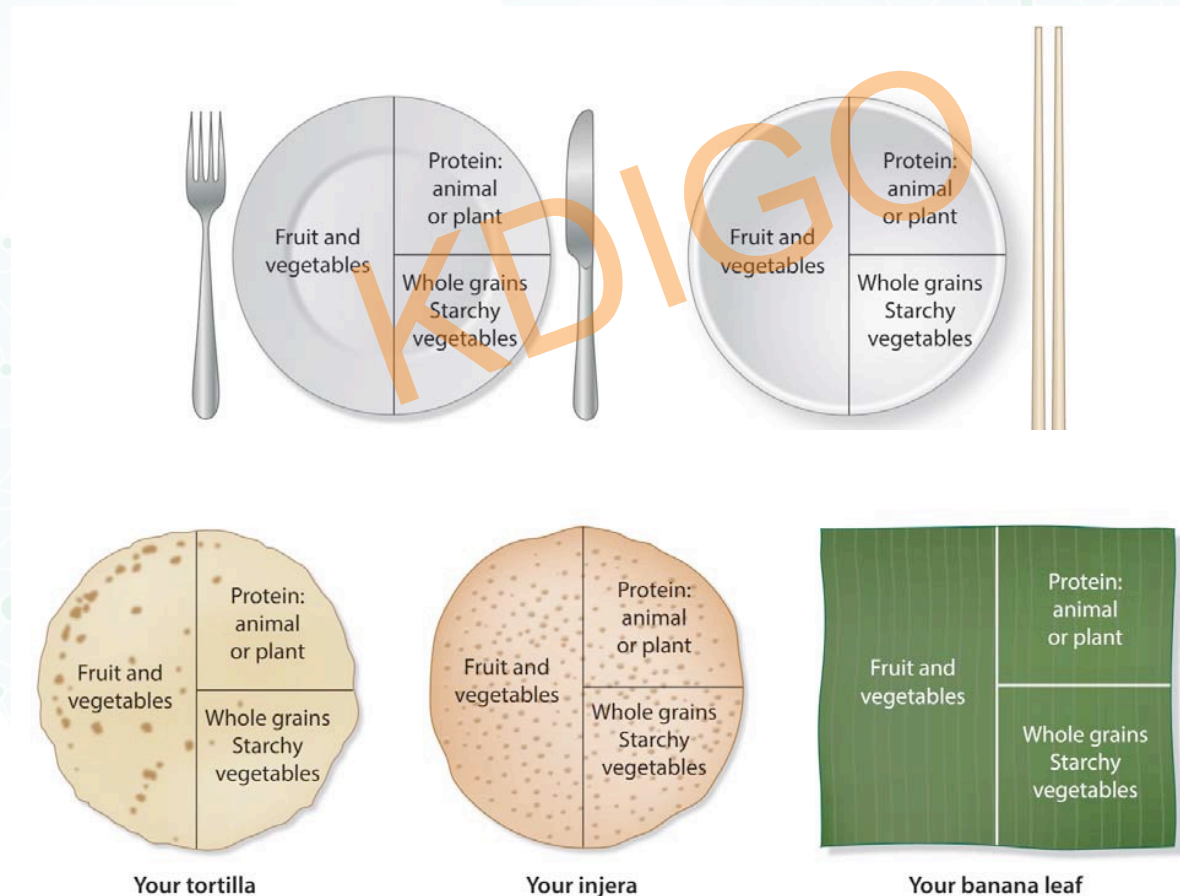 Fruit and
vegetables
Protein:
animal
or plant
Whole grains
Starchy
vegetables
Fruit and
vegetables
Protein:
animal
or plant
Whole grains
Starchy
vegetables
KDIGO
Fruit and
vegetables
Protein:
animal
or plant
Whole grains
Starchy
vegetables
Your tortilla
Fruit and
vegetables
Protein:
animal
or plant
Whole grains
Starchy
vegetables
Your injera
Fruit and
vegetables
Protein:
animal
or plant
Whole grains
Starchy
vegetables
Your banana leaf